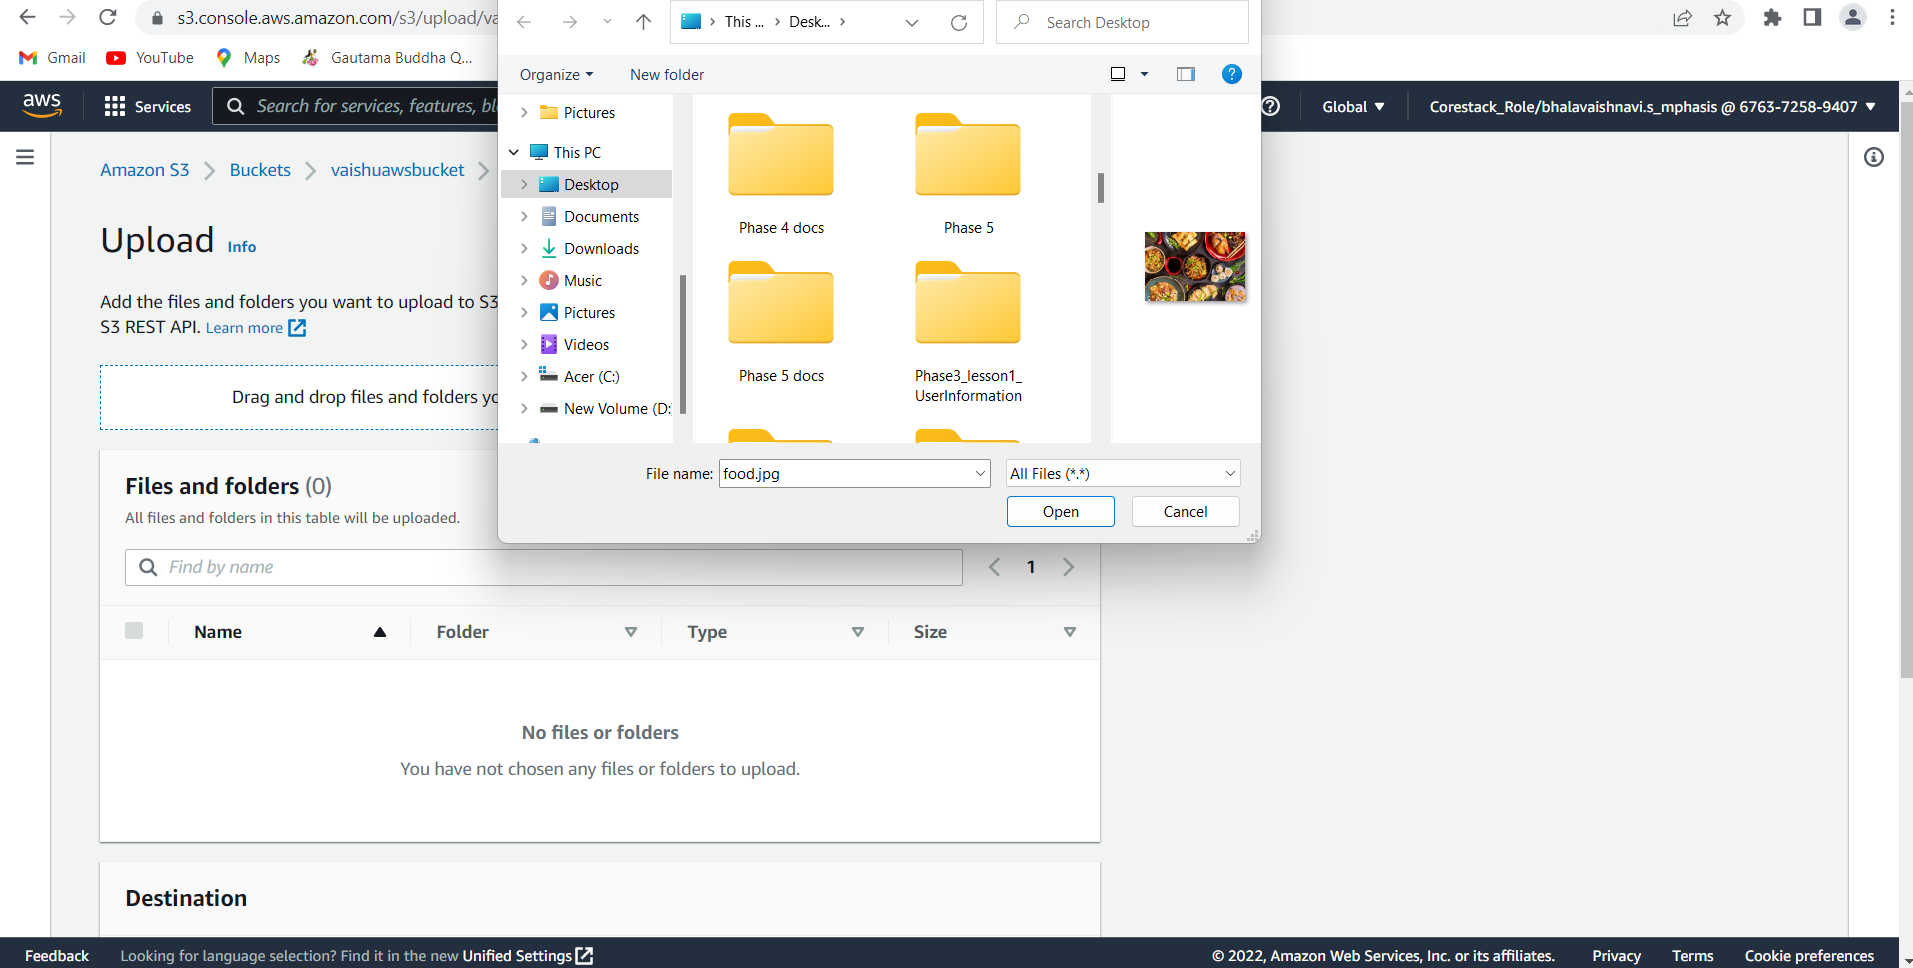 s3.console.aws.amazon.com/s3/upload/va
This ... > Desk... >
Search Desktop
Gmail
YouTube
Maps
Gautama Buddha Q...
Organize
New folder
aws
Services
Search for services, features, bl
Global
Corestack_Role/bhalavaishnavi.s_mphasis @ 6763-7258-9407
Pictures
This PC
Desktop
Documents
Downloads
Music
Pictures
Videos
Acer (C:)
New Volume (D:
Phase 4 docs
Phase 5
Phase 5 docs
Phase3_lesson1_
UserInformation
File name: food.jpg
All Files (*.*)
Open
Cancel
Amazon S3 > Buckets > vaishuawsbucket >
Upload Info
Add the files and folders you want to upload to S3
S3 REST API. Learn more
Drag and drop files and folders yo
Files and folders (0)
All files and folders in this table will be uploaded.
Find by name
1
Name
Folder
Type
Size
No files or folders
You have not chosen any files or folders to upload.
Destination
Feedback
Looking for language selection? Find it in the new Unified Settings
© 2022, Amazon Web Services, Inc. or its affiliates.
Privacy
Terms
Cookie preferences